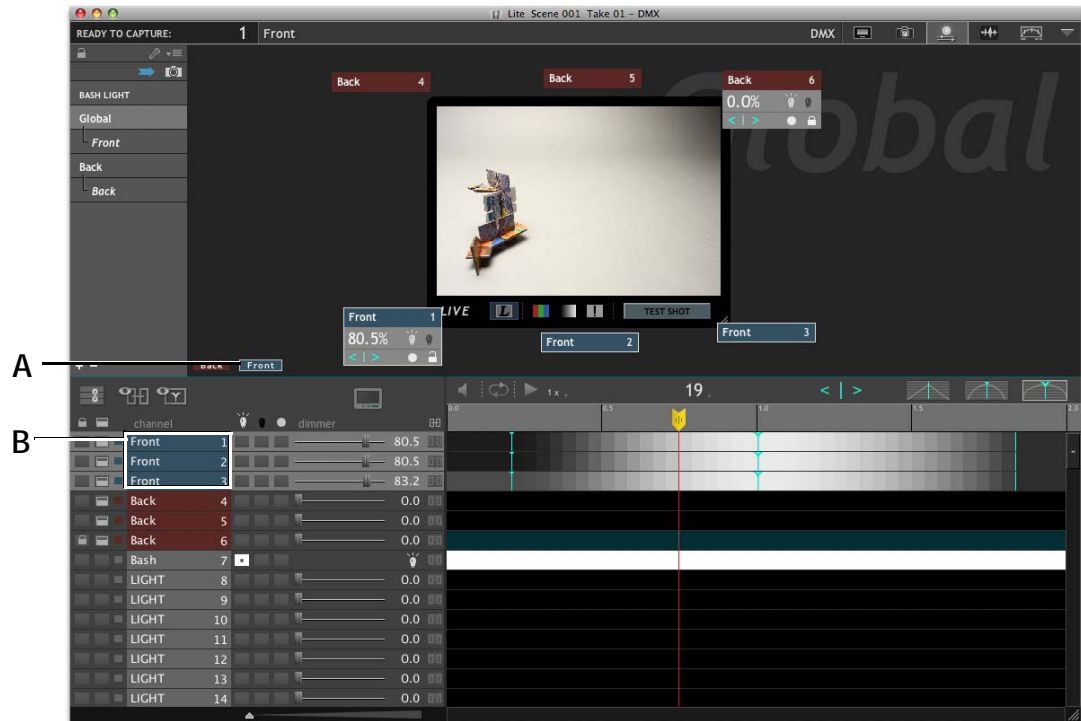 Lite Scene 001 Take 01 - DMX
READY TO CAPTURE: 1 Front DMX
Global
BASH LIGHT
Global
Front
Back
Back
Back 4
Back 5
Back 6
0.0%
< | >
LIVE L TEST SHOT
Front 1
80.5%
< | >
Front 2
Front 3
A
+ - Back Front
1x 19 < | >
channel dimmer
0.0 0.5 1.0 1.5 2.0
B
Front 1 80.5
Front 2 80.5
Front 3 83.2
Back 4 0.0
Back 5 0.0
Back 6 0.0
Bash 7
LIGHT 8 0.0
LIGHT 9 0.0
LIGHT 10 0.0
LIGHT 11 0.0
LIGHT 12 0.0
LIGHT 13 0.0
LIGHT 14 0.0